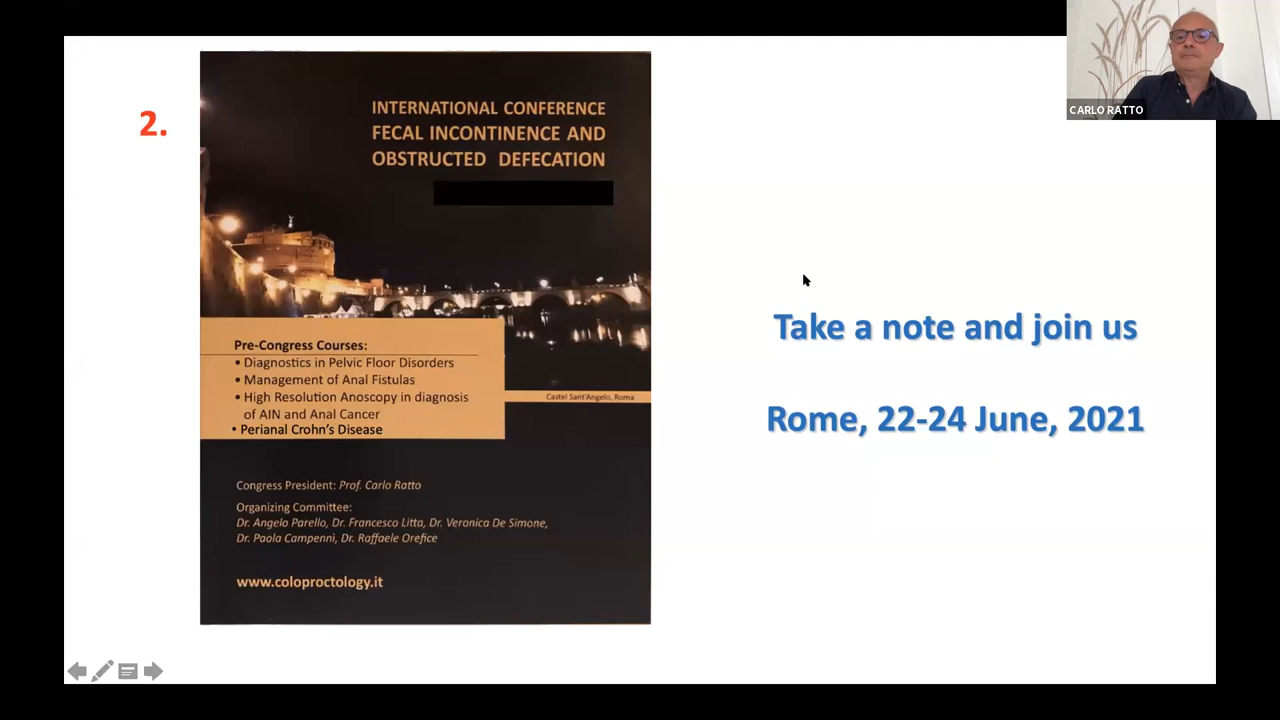 CARLO RATTO
2.
INTERNATIONAL CONFERENCE
FECAL INCONTINENCE AND
OBSTRUCTED DEFECATION
Pre-Congress Courses:
• Diagnostics in Pelvic Floor Disorders
• Management of Anal Fistulas
• High Resolution Anoscopy in diagnosis
of AIN and Anal Cancer
• Perianal Crohn's Disease
Castel Sant'Angelo, Roma
Congress President: Prof. Carlo Ratto
Organizing Committee:
Dr. Angelo Parello, Dr. Francesco Litta, Dr. Veronica De Simone,
Dr. Paola Campennì, Dr. Raffaele Orefice
www.coloproctology.it
Take a note and join us
Rome, 22-24 June, 2021